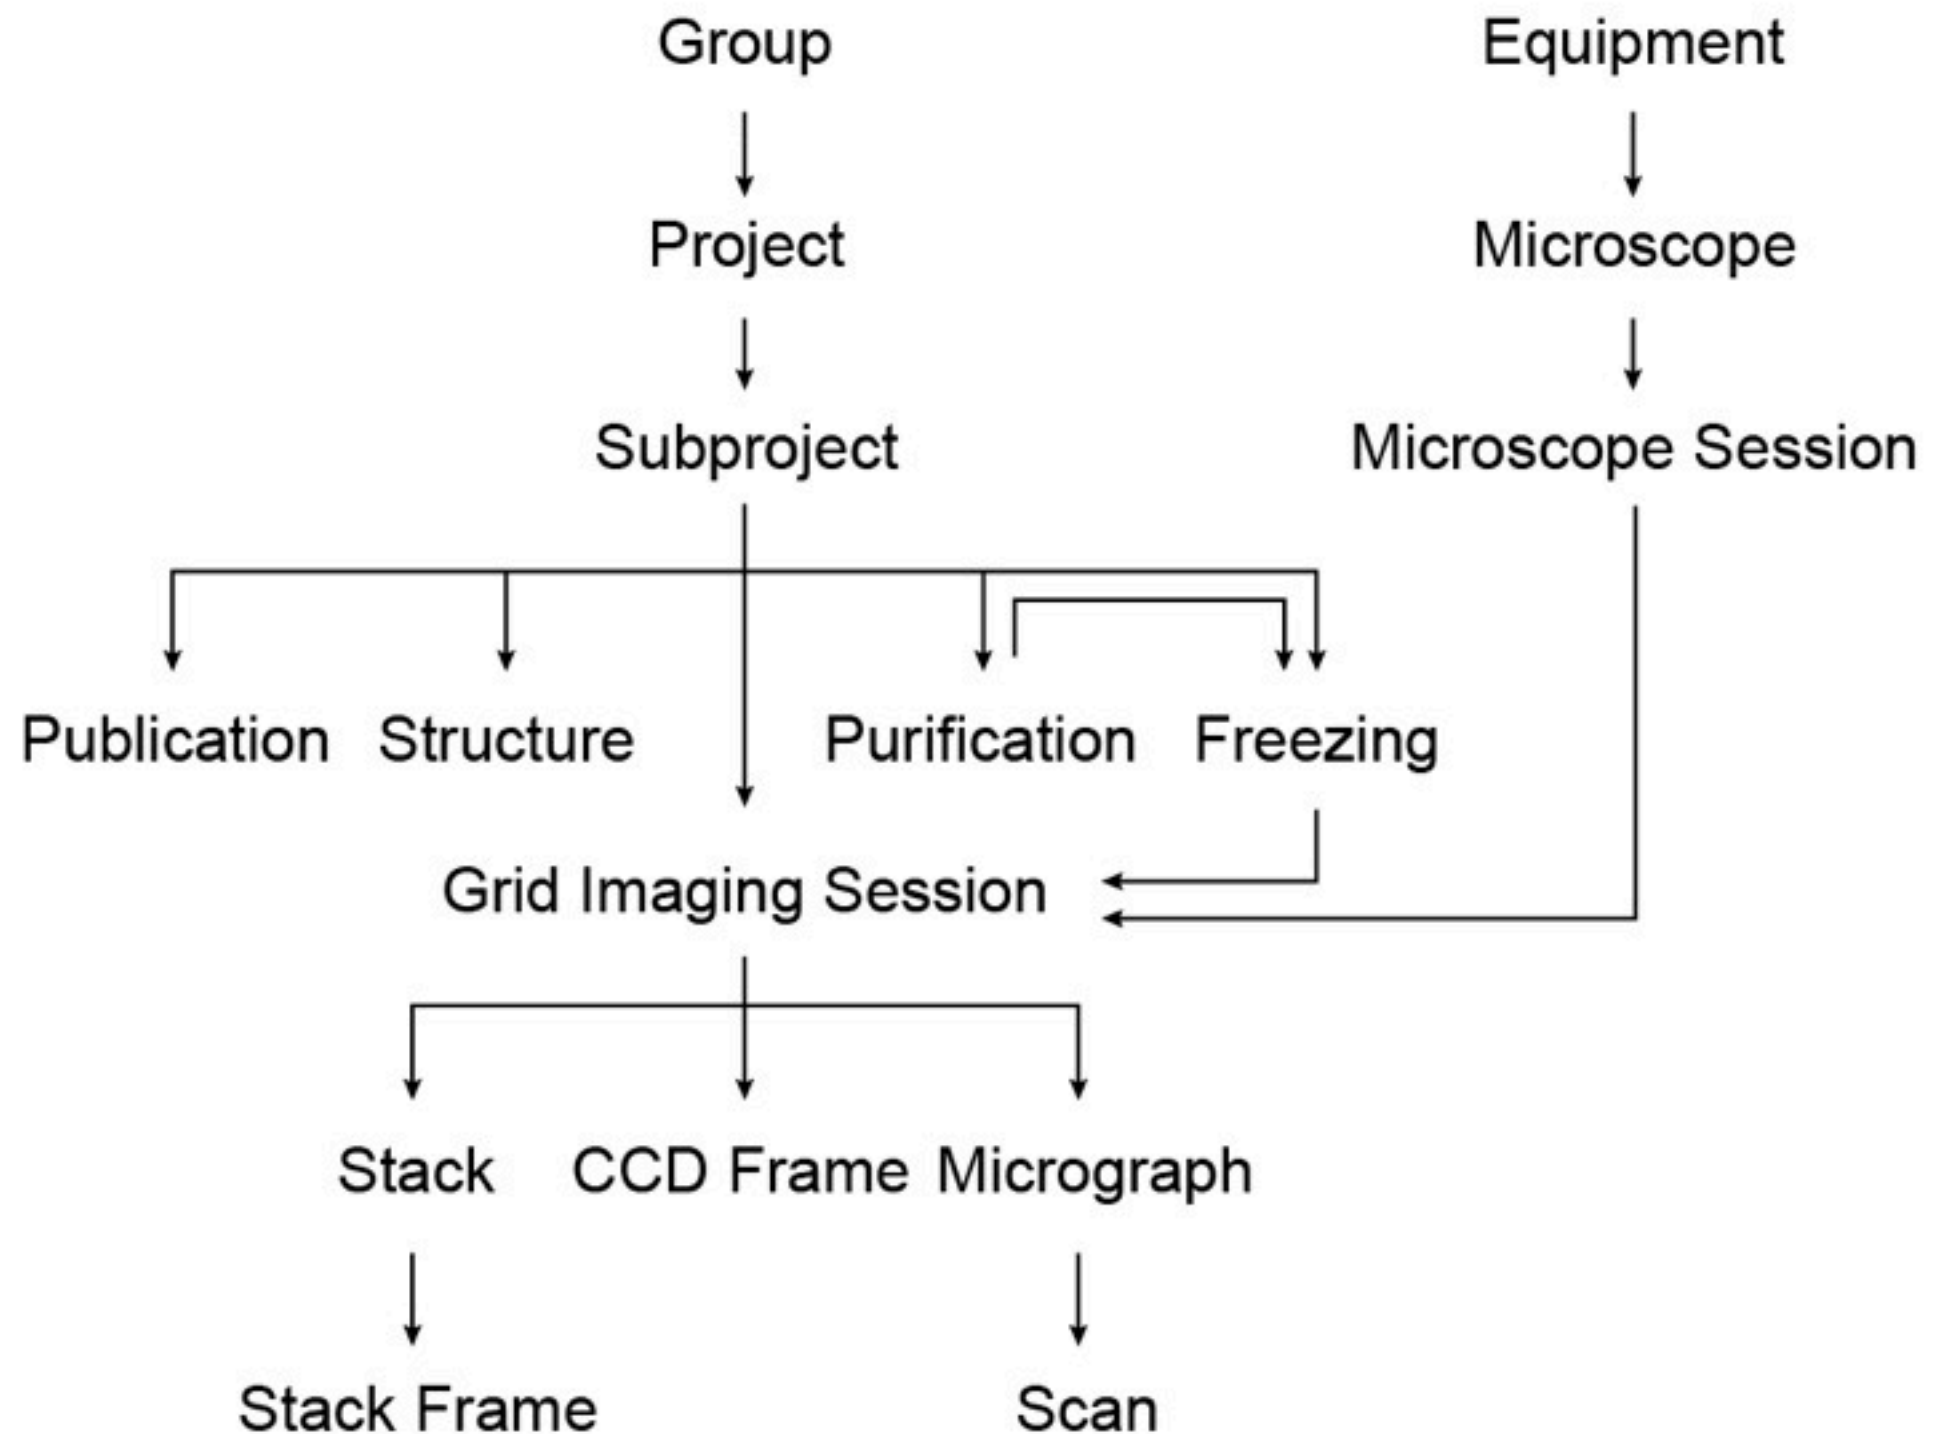 Group
Equipment
Project
Microscope
Subproject
Microscope Session
Publication
Structure
Purification
Freezing
Grid Imaging Session
Stack
CCD Frame
Micrograph
Stack Frame
Scan